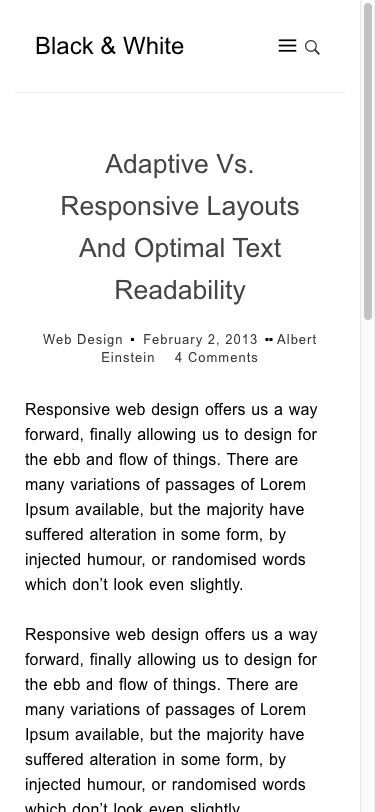 Black & White
Adaptive Vs.
Responsive Layouts
And Optimal Text
Readability
Web Design ▪ February 2, 2013 ▪▪ Albert
Einstein 4 Comments
Responsive web design offers us a way
forward, finally allowing us to design for
the ebb and flow of things. There are
many variations of passages of Lorem
Ipsum available, but the majority have
suffered alteration in some form, by
injected humour, or randomised words
which don’t look even slightly.
Responsive web design offers us a way
forward, finally allowing us to design for
the ebb and flow of things. There are
many variations of passages of Lorem
Ipsum available, but the majority have
suffered alteration in some form, by
injected humour, or randomised words
which don’t look even slightly.